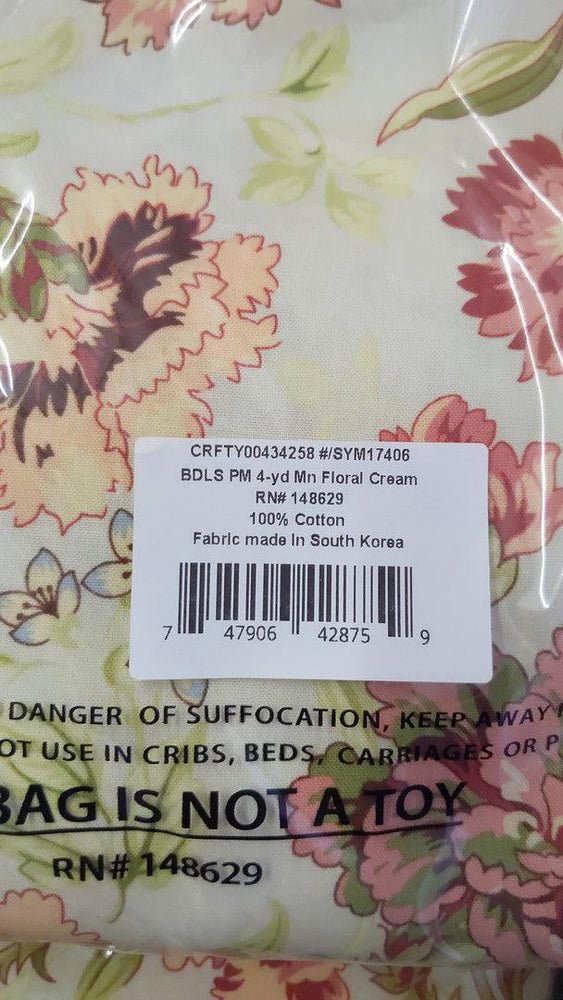 CRFTY00434258 #/SYM17406
BDLS PM 4-yd Mn Floral Cream
RN# 148629
100% Cotton
Fabric made in South Korea
7 47906 42875 9
DANGER OF SUFFOCATION, KEEP AWAY
USE IN CRIBS, BEDS, CARRIAGES OR
BAG IS NOT A TOY
RN# 148629